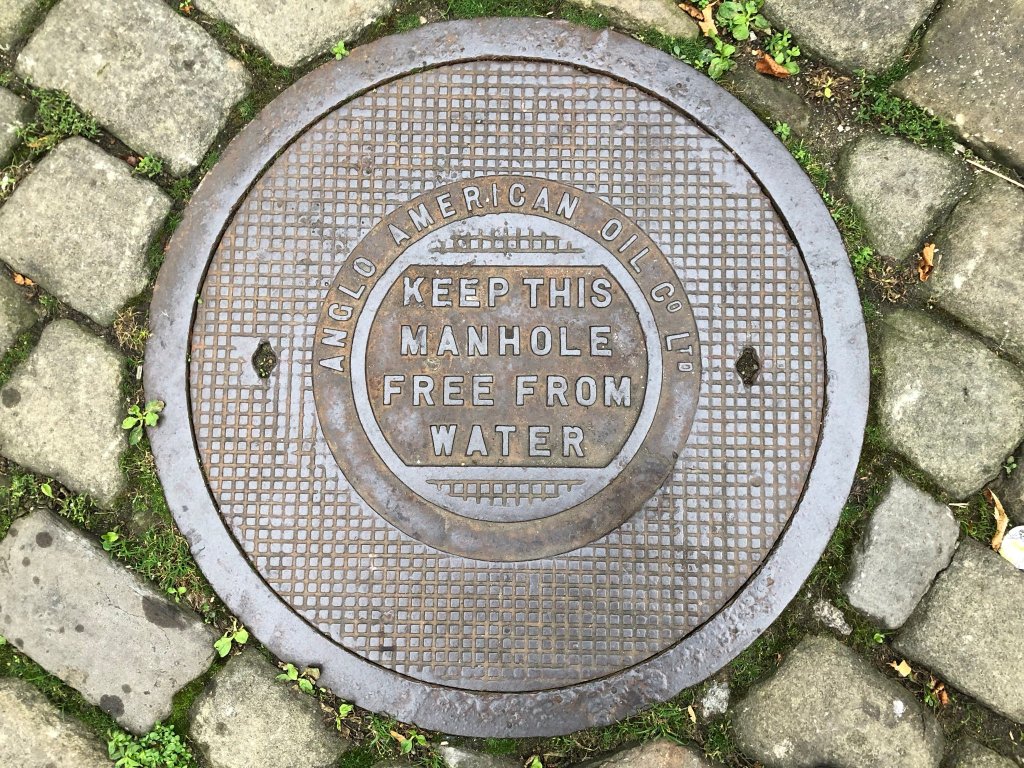 ANGLO AMERICAN OIL Co LTD
KEEP THIS
MANHOLE
FREE FROM
WATER